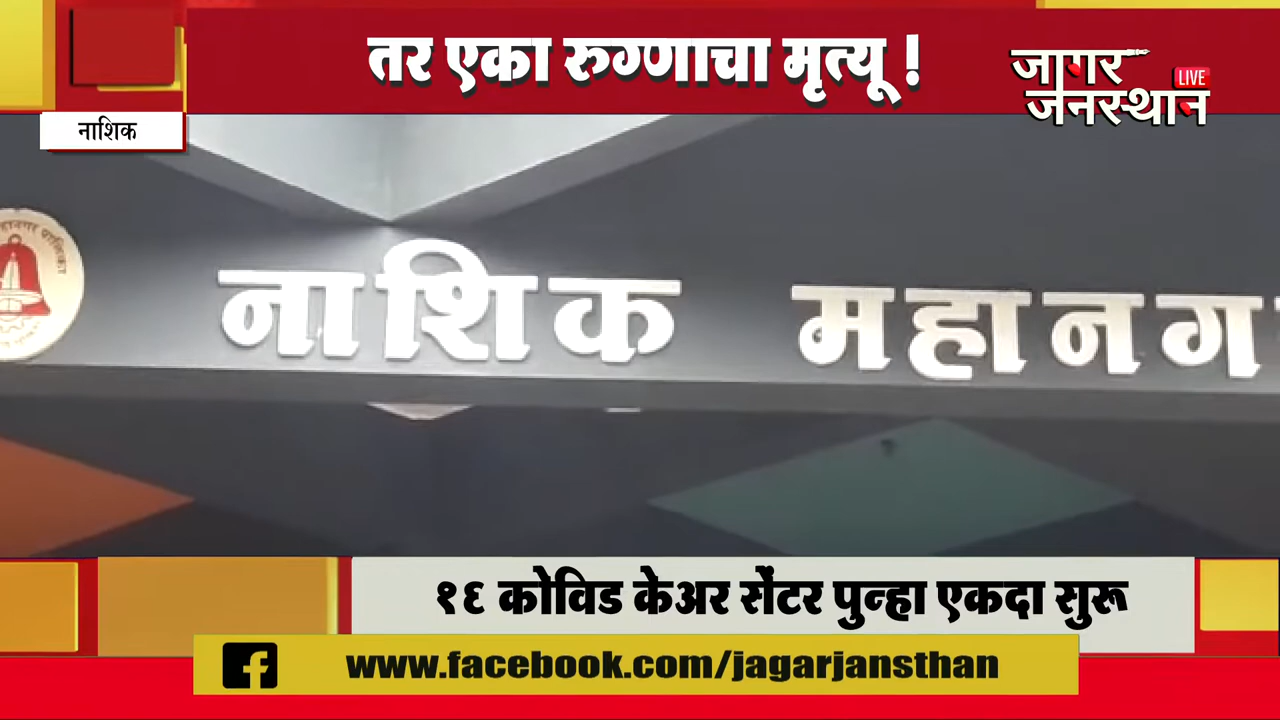 तर एका रुग्णाचा मृत्यू !
जागर
LIVE
जनस्थान
नाशिक
नाशिक महानग
१६ कोविड केअर सेंटर पुन्हा एकदा सुरू
www.facebook.com/jagarjansthan